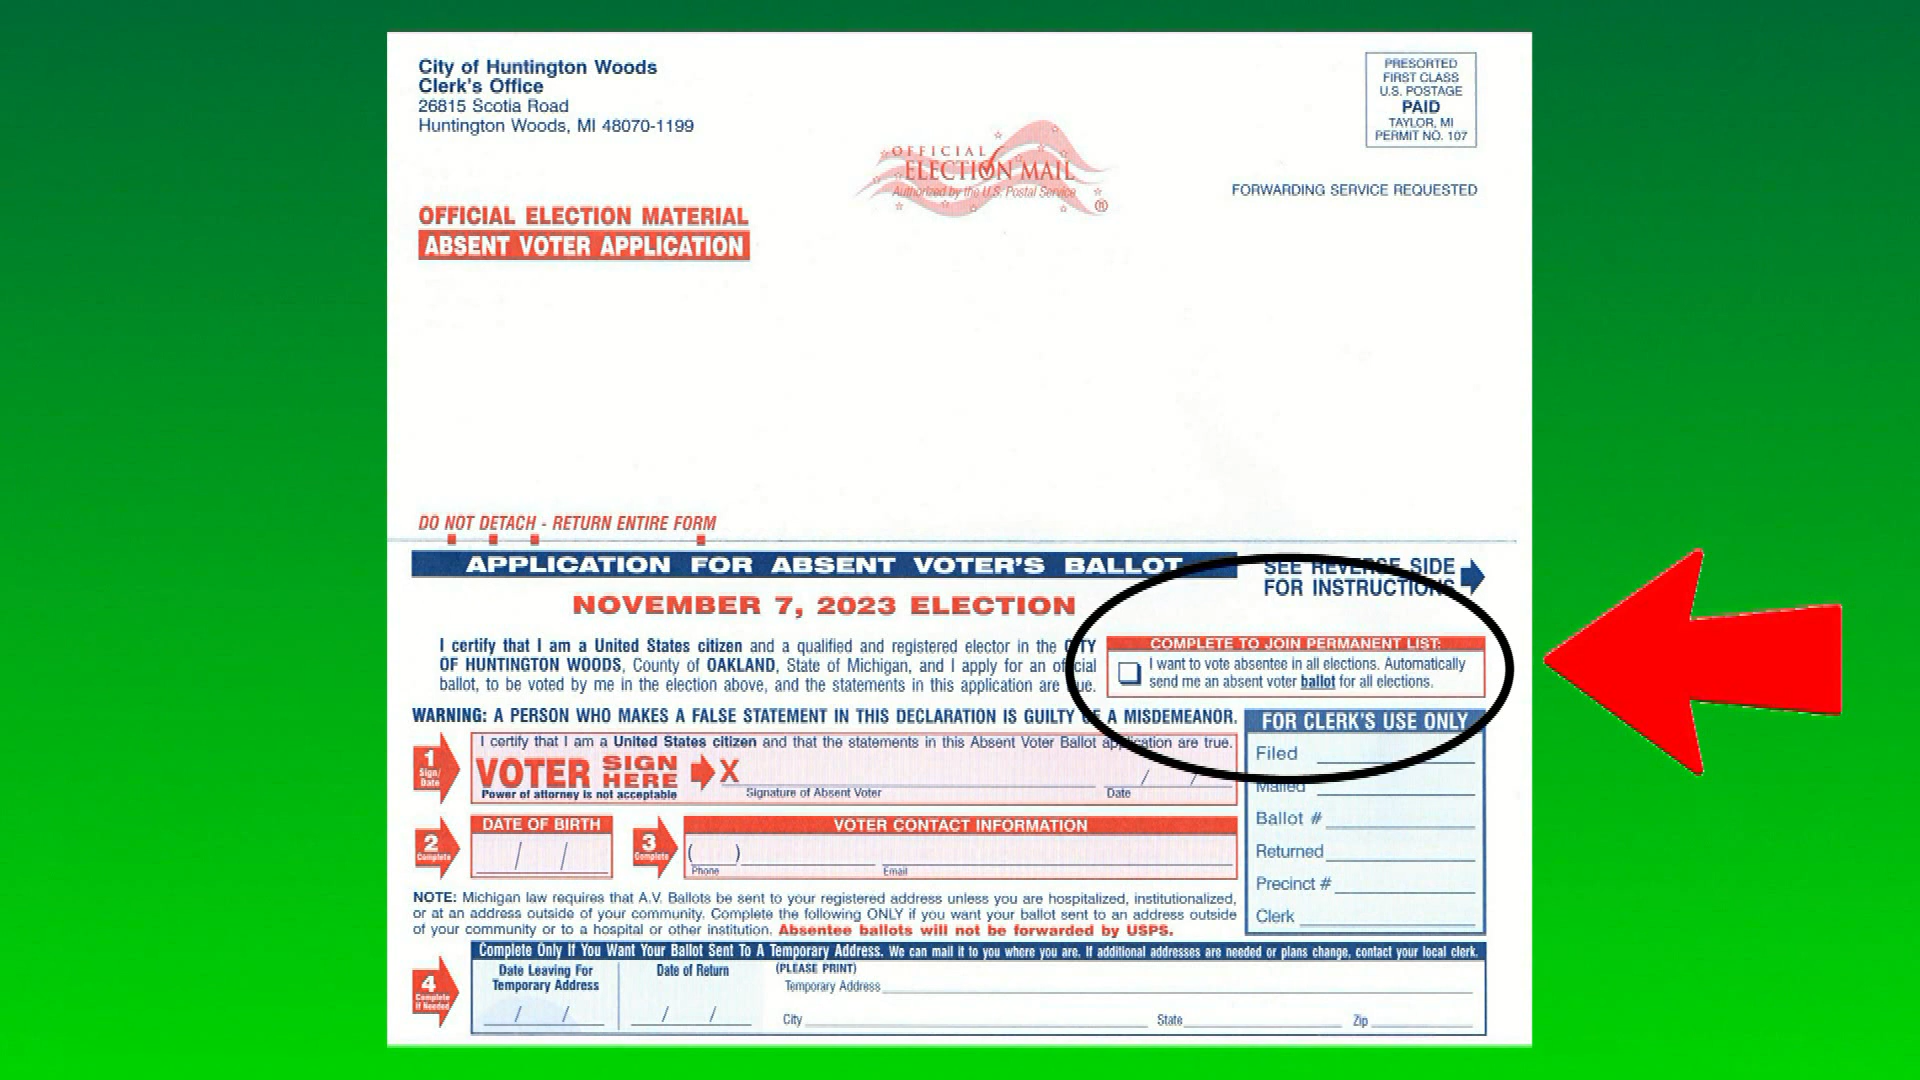 City of Huntington Woods
Clerk's Office
26815 Scotia Road
Huntington Woods, MI 48070-1199
PRESORTED
FIRST CLASS
U.S. POSTAGE
PAID
TAYLOR, MI
PERMIT NO. 107
OFFICIAL
ELECTION MAIL
Authorized by the U.S. Postal Service
®
FORWARDING SERVICE REQUESTED
OFFICIAL ELECTION MATERIAL
ABSENT VOTER APPLICATION
DO NOT DETACH - RETURN ENTIRE FORM
APPLICATION FOR ABSENT VOTER'S BALLOT
SEE REVERSE SIDE
FOR INSTRUCTIONS
NOVEMBER 7, 2023 ELECTION
I certify that I am a United States citizen and a qualified and registered elector in the CITY
OF HUNTINGTON WOODS, County of OAKLAND, State of Michigan, and I apply for an official
ballot, to be voted by me in the election above, and the statements in this application are true.
COMPLETE TO JOIN PERMANENT LIST:
I want to vote absentee in all elections. Automatically
send me an absent voter ballot for all elections.
WARNING: A PERSON WHO MAKES A FALSE STATEMENT IN THIS DECLARATION IS GUILTY OF A MISDEMEANOR.
1
Sign/
Date
I certify that I am a United States citizen and that the statements in this Absent Voter Ballot application are true.
VOTER SIGN HERE X
Power of attorney is not acceptable
Signature of Absent Voter
/ /
Date
2
Complete
DATE OF BIRTH
/ /
3
Complete
VOTER CONTACT INFORMATION
( )
Phone
Email
FOR CLERK'S USE ONLY
Filed
Mailed
Ballot #
Returned
Precinct #
Clerk
NOTE: Michigan law requires that A.V. Ballots be sent to your registered address unless you are hospitalized, institutionalized,
or at an address outside of your community. Complete the following ONLY if you want your ballot sent to an address outside
of your community or to a hospital or other institution. Absentee ballots will not be forwarded by USPS.
4
Complete
If Needed
Complete Only If You Want Your Ballot Sent To A Temporary Address. We can mail it to you where you are. If additional addresses are needed or plans change, contact your local clerk.
Date Leaving For
Temporary Address
/ /
Date of Return
/ /
(PLEASE PRINT)
Temporary Address
City State Zip